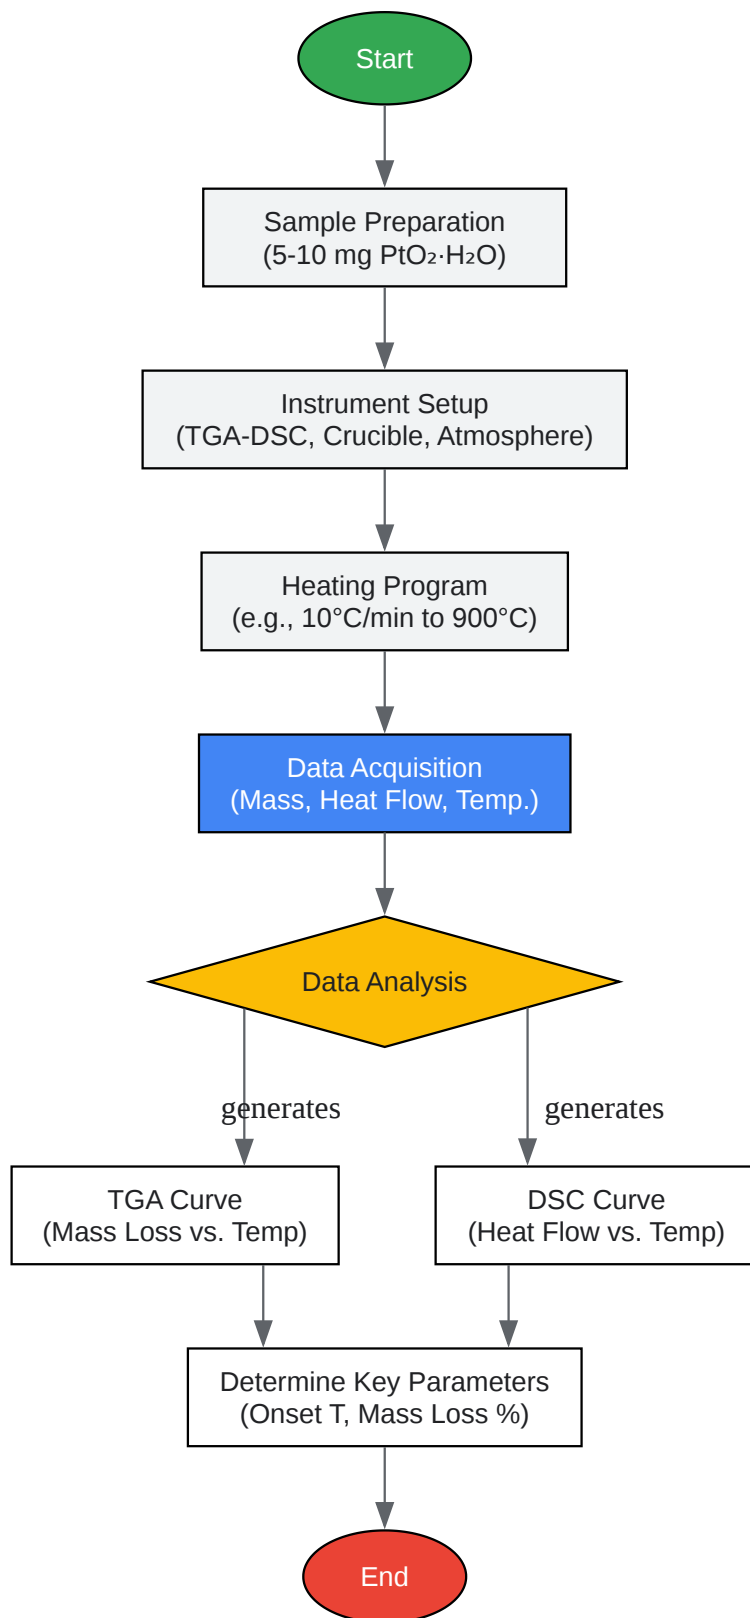 Start
Sample Preparation
(5-10 mg PtO₂·H₂O)
Instrument Setup
(TGA-DSC, Crucible, Atmosphere)
Heating Program
(e.g., 10°C/min to 900°C)
Data Acquisition
(Mass, Heat Flow, Temp.)
Data Analysis
generates
generates
TGA Curve
(Mass Loss vs. Temp)
DSC Curve
(Heat Flow vs. Temp)
Determine Key Parameters
(Onset T, Mass Loss %)
End